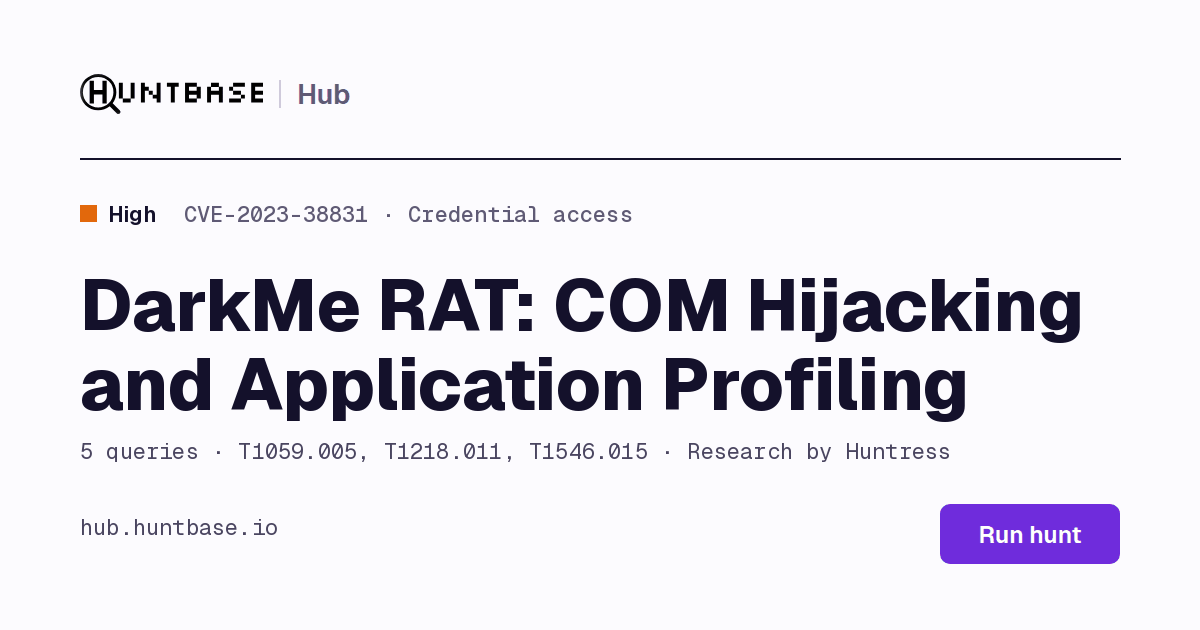 HUNTBASE | Hub
High CVE-2023-38831 · Credential access
DarkMe RAT: COM Hijacking
and Application Profiling
5 queries · T1059.005, T1218.011, T1546.015 · Research by Huntress
hub.huntbase.io
Run hunt